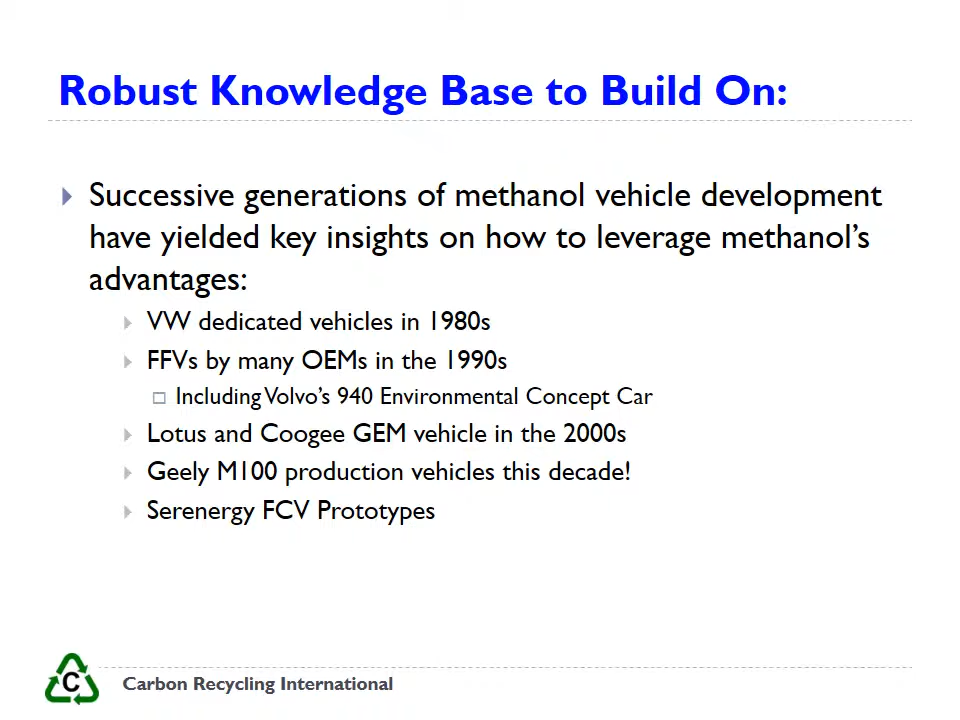 Robust Knowledge Base to Build On:
Successive generations of methanol vehicle development
have yielded key insights on how to leverage methanol's
advantages:
VW dedicated vehicles in 1980s
FFVs by many OEMs in the 1990s
Including Volvo's 940 Environmental Concept Car
Lotus and Coogee GEM vehicle in the 2000s
Geely M100 production vehicles this decade!
Serenergy FCV Prototypes
C
Carbon Recycling International